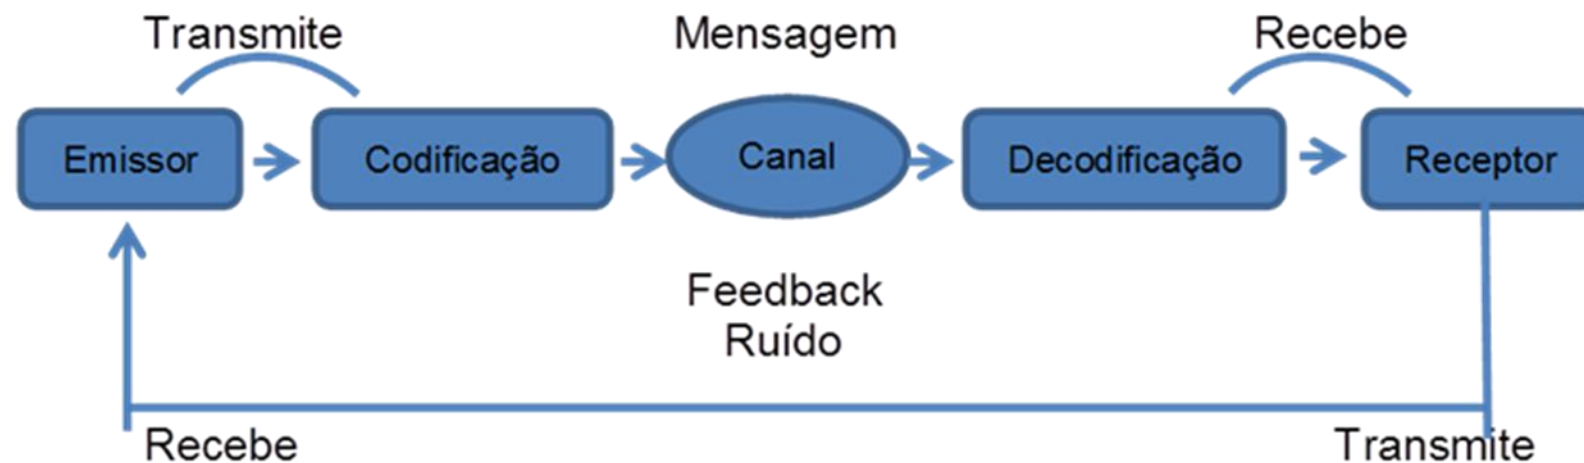 Transmite
Mensagem
Recebe
Emissor
Codificação
Canal
Decodificação
Receptor
Feedback
Ruído
Recebe
Transmite